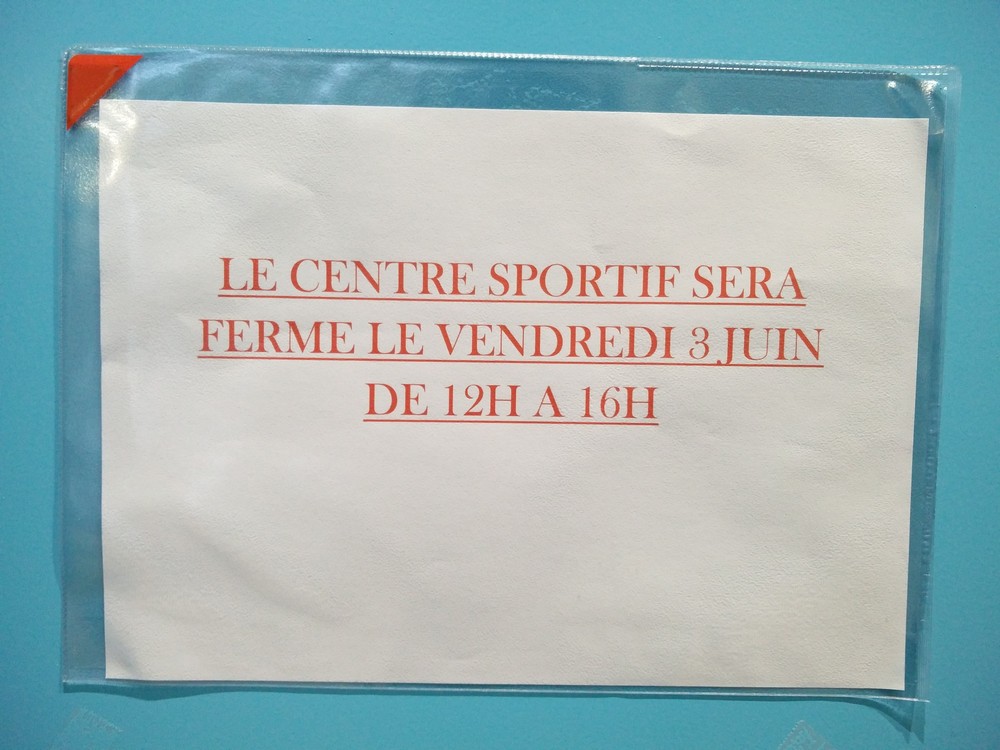 LE CENTRE SPORTIF SERA
FERME LE VENDREDI 3 JUIN
DE 12H A 16H